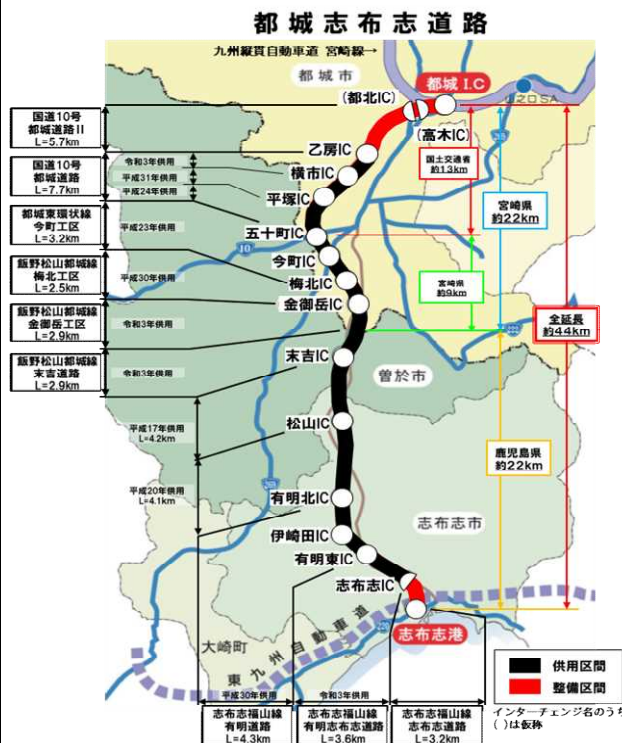 都城志布志道路
九州縦貫自動車道 宮崎線→
都城市
(都北IC)
都城IC
山之口SA
国道10号
都城道路Ⅱ
L=5.7km
乙房IC
(高木IC)
国土交通省
約13km
国道10号
都城道路
L=7.7km
令和3年供用
平成31年供用
平成24年供用
横市IC
平塚IC
宮崎県
約22km
都城東環状線
今町工区
L=3.2km
平成23年供用
五十町IC
10
今町IC
飯野松山都城線
梅北工区
L=2.5km
平成30年供用
梅北IC
宮崎県
約9km
金御岳IC
飯野松山都城線
金御岳工区
L=2.9km
令和3年供用
全延長
約44km
222
飯野松山都城線
末吉道路
L=2.9km
令和3年供用
末吉IC
曽於市
平成17年供用
L=4.2km
松山IC
鹿児島県
約22km
平成20年供用
L=4.1km
269
有明北IC
志布志市
伊崎田IC
有明東IC
志布志IC
大崎町
東九州自動車道
220
志布志港
平成30年供用
令和3年供用
志布志福山線
有明道路
L=4.3km
志布志福山線
有明志布志道路
L=3.6km
志布志福山線
志布志道路
L=3.2km
供用区間
整備区間
インターチェンジ名のうち
( )は仮称